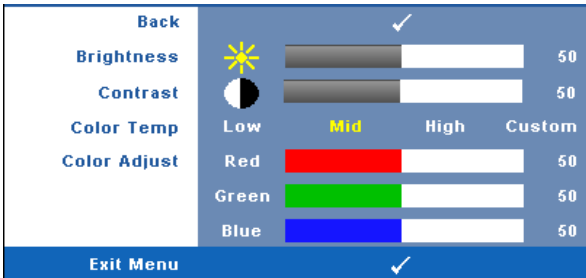 Back
Brightness 50
Contrast 50
Color Temp Low Mid High Custom
Color Adjust Red 50
Green 50
Blue 50
Exit Menu